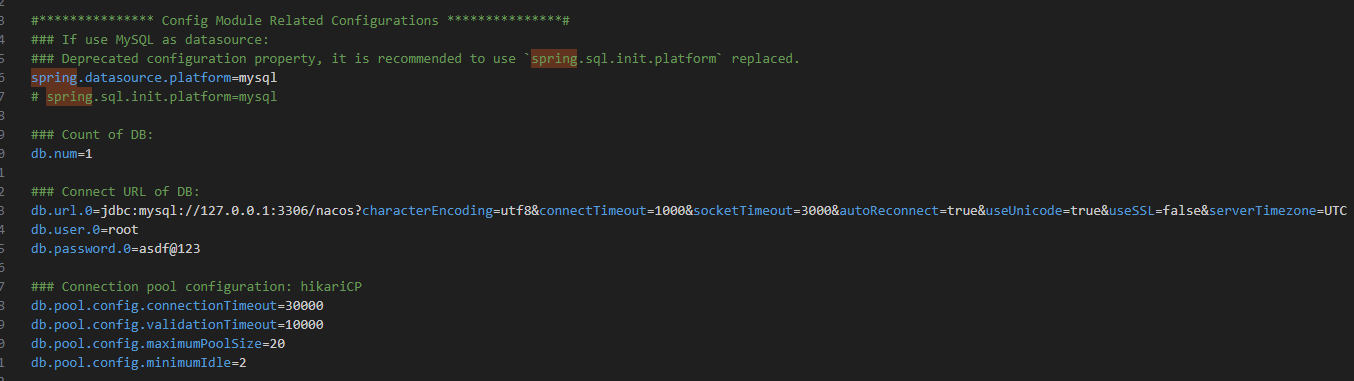 #*************** Config Module Related Configurations ***************#
### If use MySQL as datasource:
### Deprecated configuration property, it is recommended to use `spring.sql.init.platform` replaced.
spring.datasource.platform=mysql
# spring.sql.init.platform=mysql
### Count of DB:
db.num=1
### Connect URL of DB:
db.url.0=jdbc:mysql://127.0.0.1:3306/nacos?characterEncoding=utf8&connectTimeout=1000&socketTimeout=3000&autoReconnect=true&useUnicode=true&useSSL=false&serverTimezone=UTC
db.user.0=root
db.password.0=asdf@123
### Connection pool configuration: hikariCP
db.pool.config.connectionTimeout=30000
db.pool.config.validationTimeout=10000
db.pool.config.maximumPoolSize=20
db.pool.config.minimumIdle=2